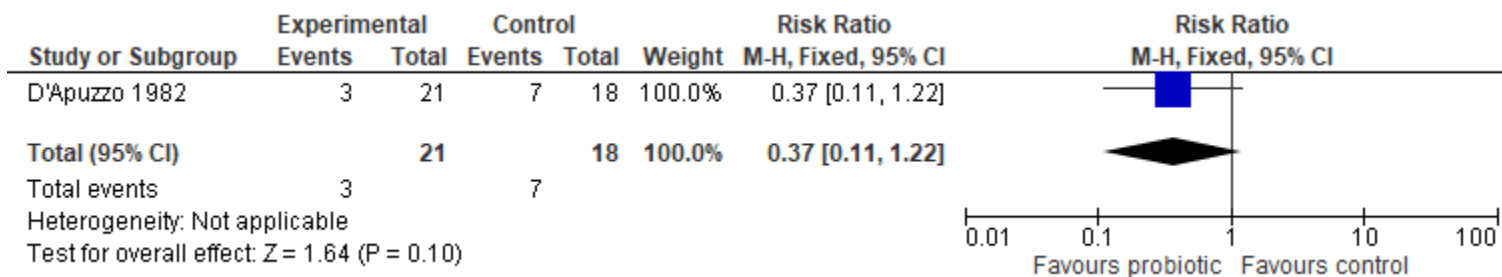 Experimental Control Risk Ratio Risk Ratio
Study or Subgroup Events Total Events Total Weight M-H, Fixed, 95% CI M-H, Fixed, 95% CI
D'Apuzzo 1982 3 21 7 18 100.0% 0.37 [0.11, 1.22]
Total (95% CI) 21 18 100.0% 0.37 [0.11, 1.22]
Total events 3 7
Heterogeneity: Not applicable
Test for overall effect: Z = 1.64 (P = 0.10)
0.01 0.1 1 10 100
Favours probiotic Favours control